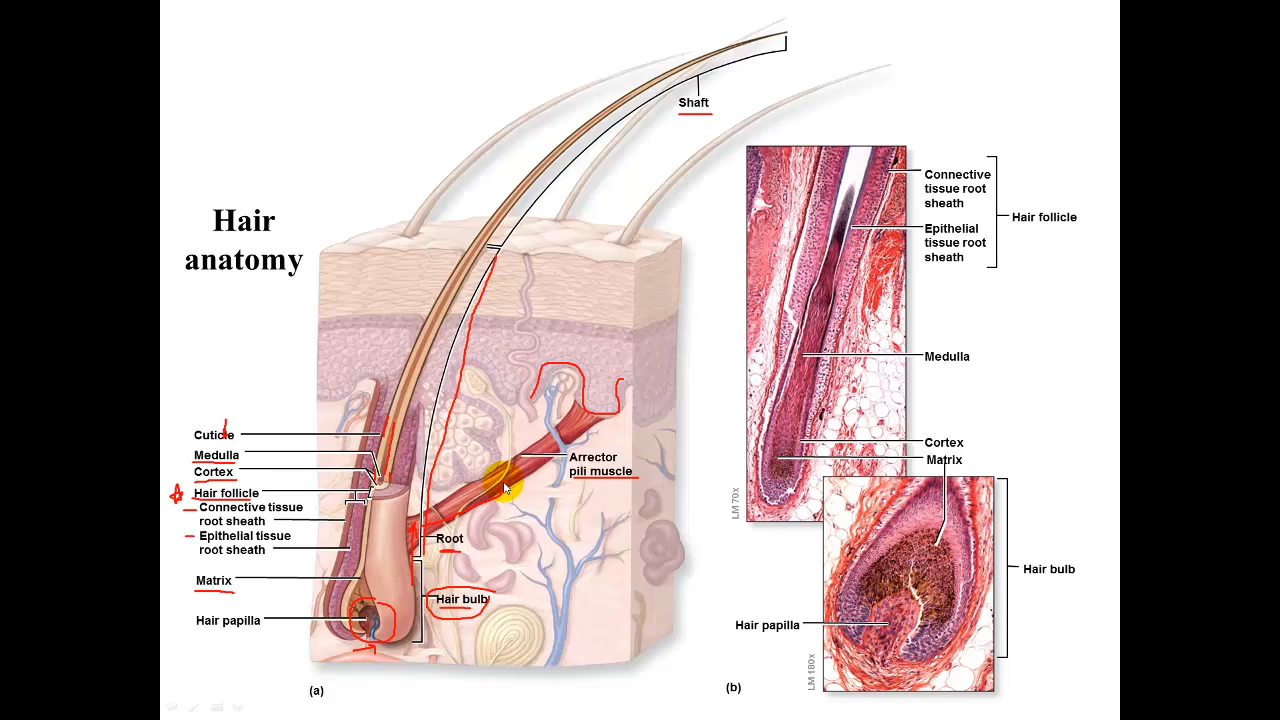 Hair
anatomy
Shaft
Cuticle
Medulla
Cortex
Hair follicle
Connective tissue
root sheath
Epithelial tissue
root sheath
Matrix
Hair papilla
Arrector
pili muscle
Root
Hair bulb
(a)
Connective
tissue root
sheath
Epithelial
tissue root
sheath
Hair follicle
Medulla
Cortex
Matrix
LM 70x
Hair bulb
Hair papilla
LM 180x
(b)